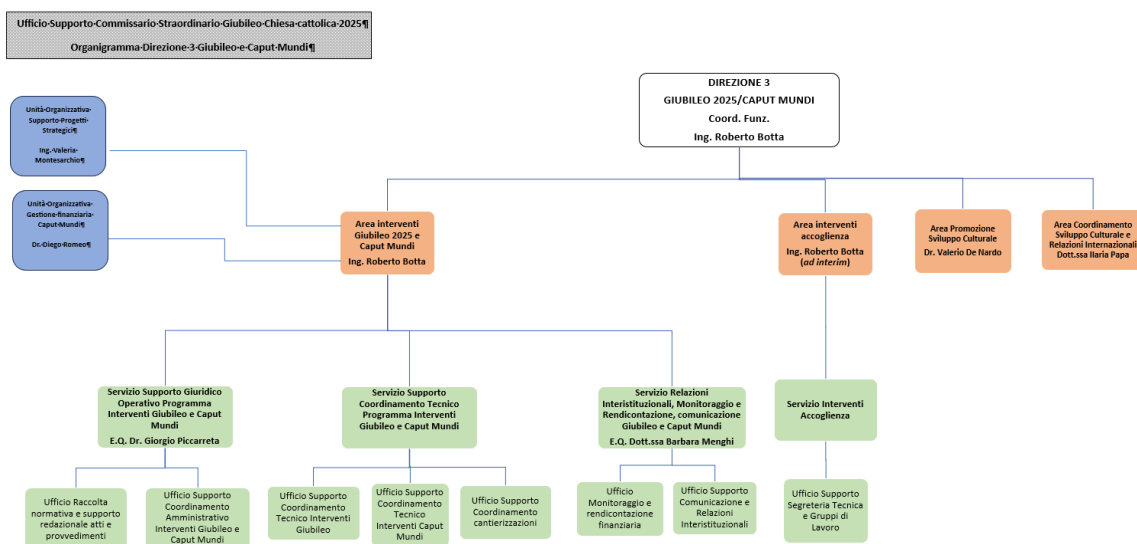 Ufficio·Supporto·Commissario·Straordinario·Giubileo·Chiesa·cattolica·2025¶
Organigramma·Direzione·3·Giubileo·e·Caput·Mundi¶
DIREZIONE 3
GIUBILEO 2025/CAPUT MUNDI
Coord. Funz.
Ing. Roberto Botta
Unità·Organizzativa·
Supporto·Progetti·
Strategici¶
Ing.·Valeria·
Montesarchio¶
Unità·Organizzativa·
Gestione·finanziaria·
Caput·Mundi¶
Dr.·Diego·Romeo¶
Area interventi
Giubileo 2025 e
Caput Mundi
Ing. Roberto Botta
Area interventi
accoglienza
Ing. Roberto Botta
(ad interim)
Area Promozione
Sviluppo Culturale
Dr. Valerio De Nardo
Area Coordinamento
Sviluppo Culturale e
Relazioni Internazionali
Dott.ssa Ilaria Papa
Servizio Supporto Giuridico
Operativo Programma
Interventi Giubileo e Caput
Mundi
E.Q. Dr. Giorgio Piccarreta
Servizio Supporto
Coordinamento Tecnico
Programma Interventi
Giubileo e Caput Mundi
Servizio Relazioni
Interistituzionali, Monitoraggio e
Rendicontazione, comunicazione
Giubileo e Caput Mundi
E.Q. Dott.ssa Barbara Menghi
Servizio Interventi
Accoglienza
Ufficio Raccolta
normativa e supporto
redazionale atti e
provvedimenti
Ufficio Supporto
Coordinamento
Amministrativo
Interventi Giubileo e
Caput Mundi
Ufficio Supporto
Coordinamento
Tecnico Interventi
Giubileo
Ufficio Supporto
Coordinamento
Tecnico
Interventi Caput
Mundi
Ufficio Supporto
Coordinamento
cantierizzazioni
Ufficio
Monitoraggio e
rendicontazione
finanziaria
Ufficio Supporto
Comunicazione e
Relazioni
Interistituzionali
Ufficio Supporto
Segreteria Tecnica
e Gruppi di
Lavoro